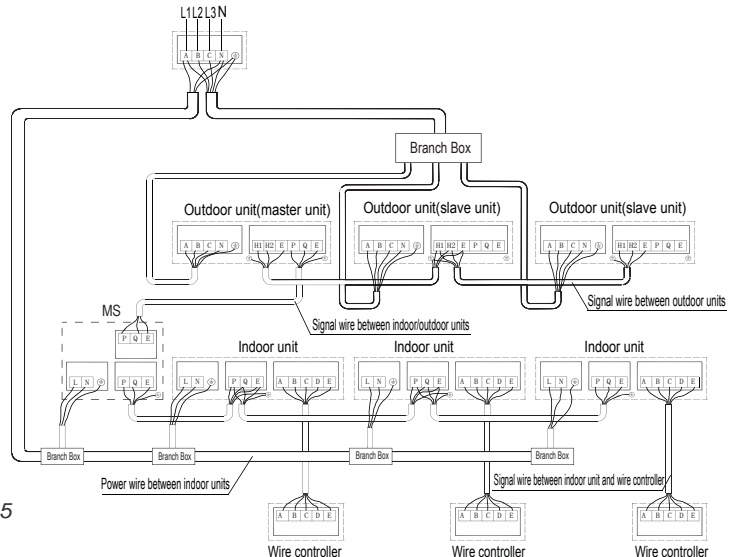 L1L2L3N
A B C N
Branch Box
Outdoor unit(master unit)
Outdoor unit(slave unit)
Outdoor unit(slave unit)
A B C N
H1 H2 E P Q E
A B C N
H1 H2 E P Q E
A B C N
H1 H2 E P Q E
Signal wire between outdoor units
MS
Signal wire between indoor/outdoor units
P Q E
Indoor unit
Indoor unit
Indoor unit
L N
P Q E
L N
P Q E
A B C D E
L N
P Q E
A B C D E
L N
P Q E
A B C D E
Branch Box
Branch Box
Branch Box
Branch Box
Power wire between indoor units
Signal wire between indoor unit and wire controller
5
A B C D E
A B C D E
A B C D E
Wire controller
Wire controller
Wire controller